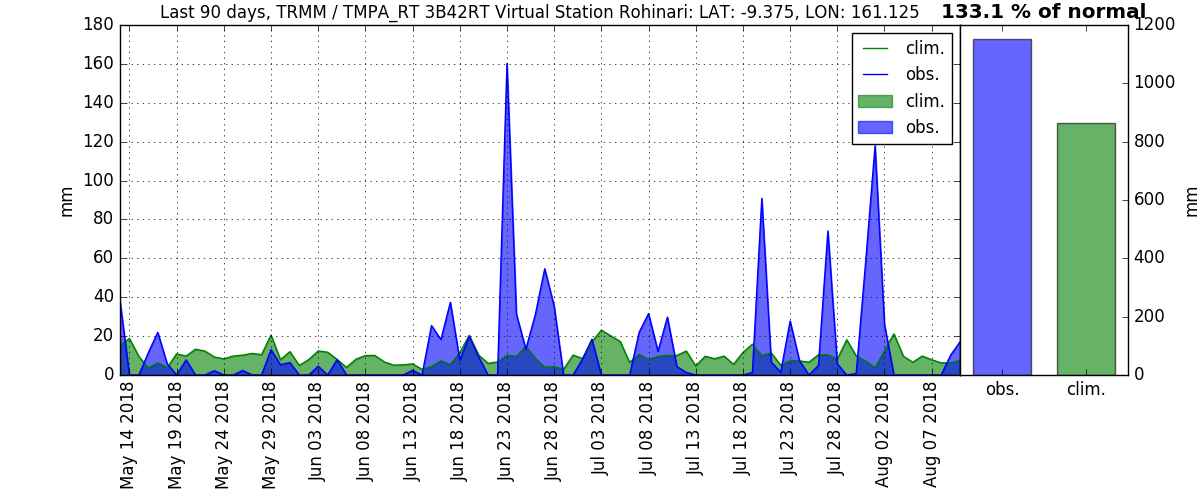 Last 90 days, TRMM / TMPA_RT 3B42RT Virtual Station Rohinari: LAT: -9.375, LON: 161.125
133.1 % of normal
180
160
140
120
100
80
60
40
20
0
mm
clim.
obs.
clim.
obs.
May 14 2018
May 19 2018
May 24 2018
May 29 2018
Jun 03 2018
Jun 08 2018
Jun 13 2018
Jun 18 2018
Jun 23 2018
Jun 28 2018
Jul 03 2018
Jul 08 2018
Jul 13 2018
Jul 18 2018
Jul 23 2018
Jul 28 2018
Aug 02 2018
Aug 07 2018
1200
1000
800
600
400
200
0
mm
obs.
clim.